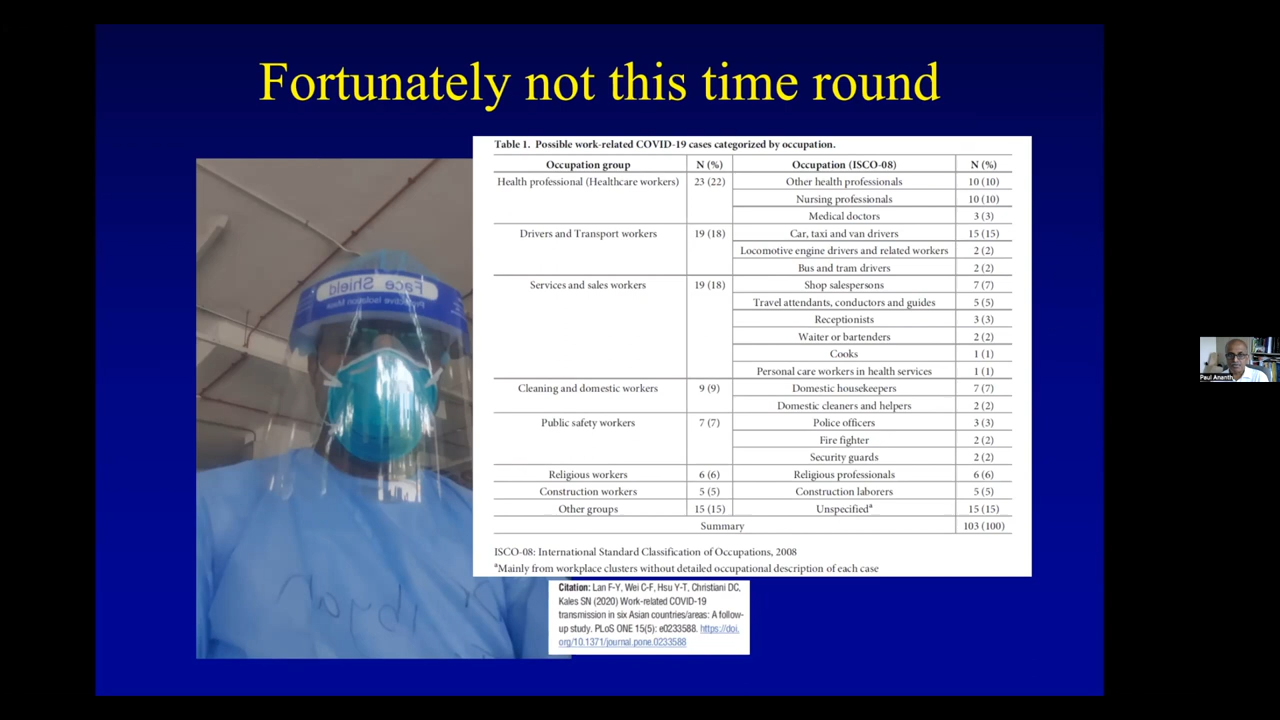 Fortunately not this time round
Table 1. Possible work-related COVID-19 cases categorized by occupation.
Occupation group N (%) Occupation (ISCO-08) N (%)
Health professional (Healthcare workers) 23 (22) Other health professionals 10 (10)
Nursing professionals 10 (10)
Medical doctors 3 (3)
Drivers and Transport workers 19 (18) Car, taxi and van drivers 15 (15)
Locomotive engine drivers and related workers 2 (2)
Bus and tram drivers 2 (2)
Services and sales workers 19 (18) Shop salespersons 7 (7)
Travel attendants, conductors and guides 5 (5)
Receptionists 3 (3)
Waiter or bartenders 2 (2)
Cooks 1 (1)
Personal care workers in health services 1 (1)
Cleaning and domestic workers 9 (9) Domestic housekeepers 7 (7)
Domestic cleaners and helpers 2 (2)
Public safety workers 7 (7) Police officers 3 (3)
Fire fighter 2 (2)
Security guards 2 (2)
Religious workers 6 (6) Religious professionals 6 (6)
Construction workers 5 (5) Construction laborers 5 (5)
Other groups 15 (15) Unspecifiedᵃ 15 (15)
Summary 103 (100)
ISCO-08: International Standard Classification of Occupations, 2008
ᵃMainly from workplace clusters without detailed occupational description of each case
Face Shield
Protective Isolation Mask
Citation: Lan F-Y, Wei C-F, Hsu Y-T, Christiani DC,
Kales SN (2020) Work-related COVID-19
transmission in six Asian countries/areas: A follow-
up study. PLoS ONE 15(5): e0233588. https://doi.
org/10.1371/journal.pone.0233588
Paul Ananth